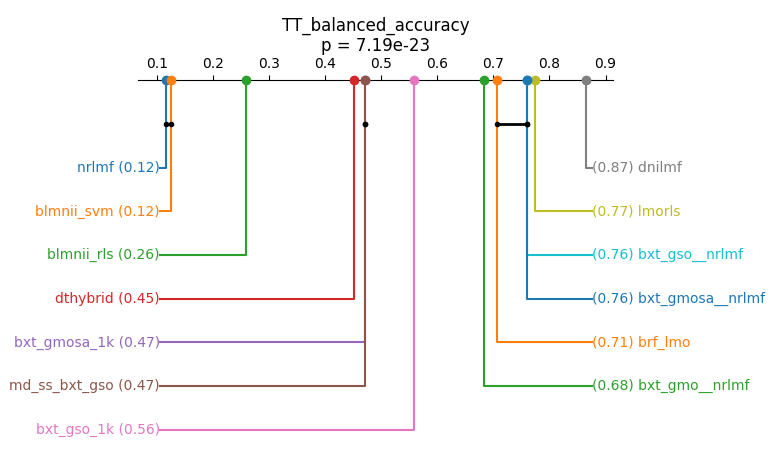 TT_balanced_accuracy
p = 7.19e-23
0.1 0.2 0.3 0.4 0.5 0.6 0.7 0.8 0.9
nrlmf (0.12)
(0.87) dnilmf
blmnii_svm (0.12)
(0.77) lmorls
blmnii_rls (0.26)
(0.76) bxt_gso__nrlmf
dthybrid (0.45)
(0.76) bxt_gmosa__nrlmf
bxt_gmosa_1k (0.47)
(0.71) brf_lmo
md_ss_bxt_gso (0.47)
(0.68) bxt_gmo__nrlmf
bxt_gso_1k (0.56)